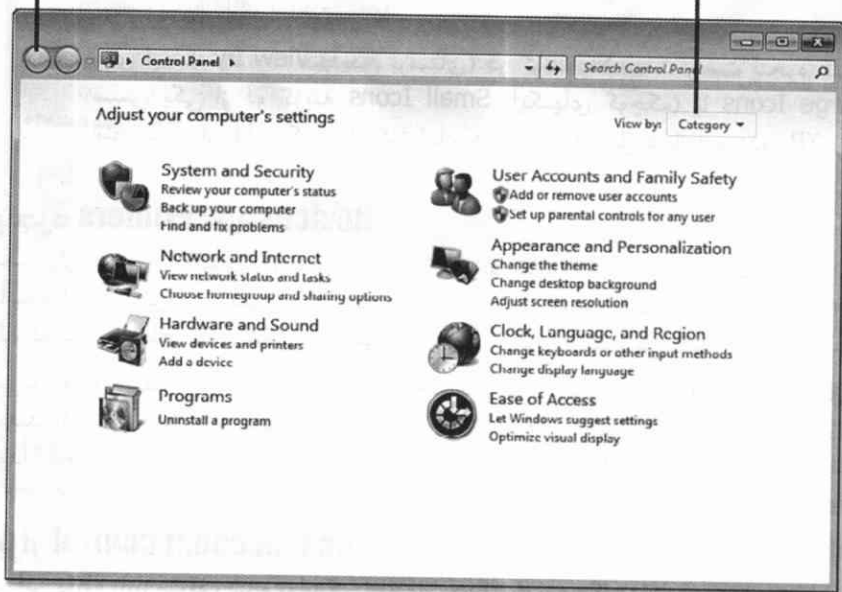 Control Panel
Search Control Panel
Adjust your computer's settings
View by: Category
System and Security
Review your computer's status
Back up your computer
Find and fix problems
Network and Internet
View network status and tasks
Choose homegroup and sharing options
Hardware and Sound
View devices and printers
Add a device
Programs
Uninstall a program
User Accounts and Family Safety
Add or remove user accounts
Set up parental controls for any user
Appearance and Personalization
Change the theme
Change desktop background
Adjust screen resolution
Clock, Language, and Region
Change keyboards or other input methods
Change display language
Ease of Access
Let Windows suggest settings
Optimize visual display